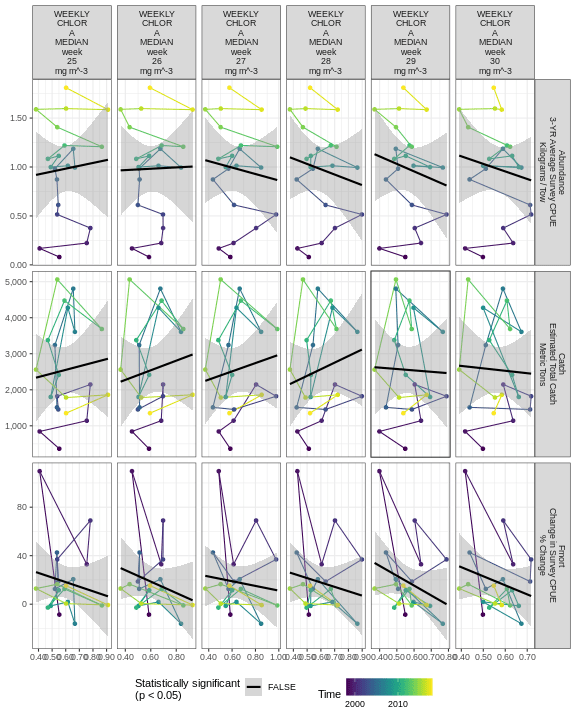 WEEKLY
CHLOR
A
MEDIAN
week
25
mg m^-3
WEEKLY
CHLOR
A
MEDIAN
week
26
mg m^-3
WEEKLY
CHLOR
A
MEDIAN
week
27
mg m^-3
WEEKLY
CHLOR
A
MEDIAN
week
28
mg m^-3
WEEKLY
CHLOR
A
MEDIAN
week
29
mg m^-3
WEEKLY
CHLOR
A
MEDIAN
week
30
mg m^-3
1.50
1.00
0.50
0.00
Abundance
3-YR Average Survey CPUE
Kilograms / Tow
5,000
4,000
3,000
2,000
1,000
Catch
Estimated Total Catch
Metric Tons
80
40
0
Fmort
Change in Survey CPUE
% Change
0.40 0.50 0.60 0.70 0.80 0.90
0.40 0.60 0.80
0.40 0.60 0.80 1.00
0.40 0.50 0.60 0.70 0.80 0.90
0.40 0.50 0.60 0.70 0.80
0.40 0.50 0.60 0.70
Statistically significant
(p < 0.05)
FALSE
Time
2000 2010